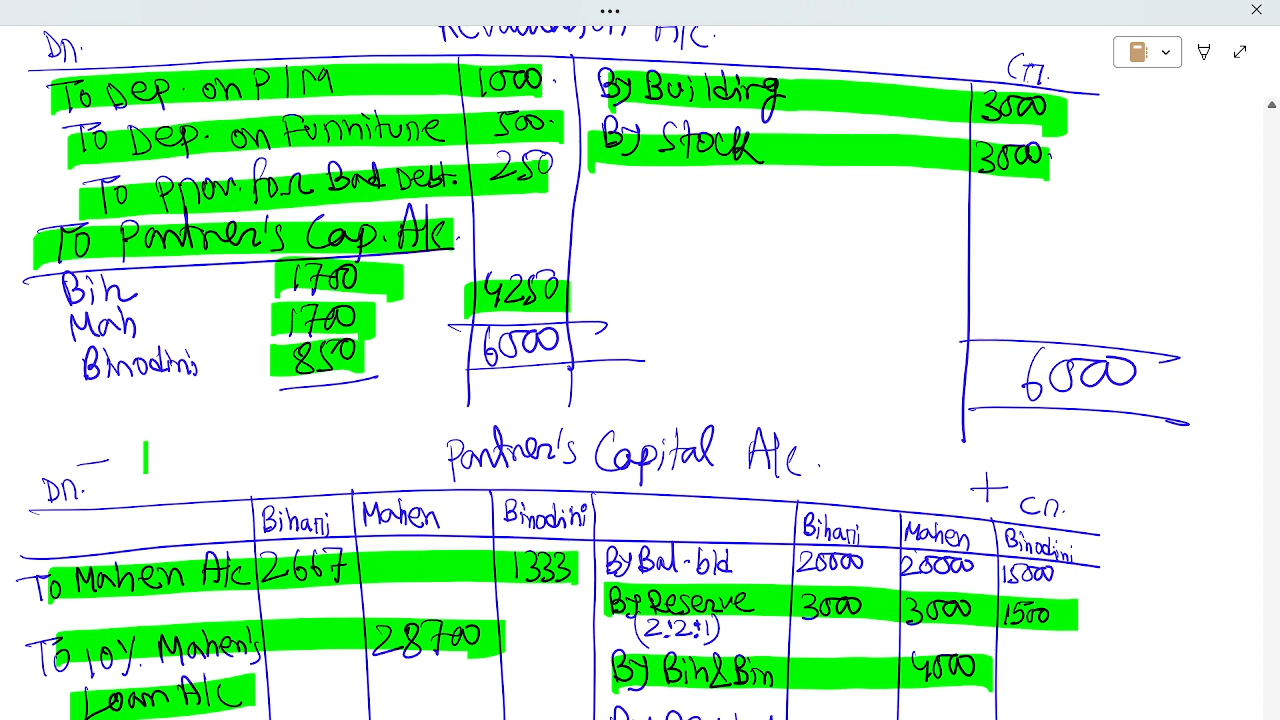 Revaluation A/c.
Dr. Cr.
To Dep. on P/M 1000. By Building 3000
To Dep. on Furniture 500. By Stock 3000.
To Prov. for Bad Debt. 250
To Partner's Cap. A/c.
Bih 1700 4250
Mah 1700 6000
Binodini 850 6000
Partner's Capital A/c.
Dr. Cr.
Bihari Mahen Binodini Bihari Mahen Binodini
To Mahen A/c 2667 1333 By Bal. b/d 20000 20000 15000
By Reserve 3000 3000 1500
(2:2:1)
To 10% Mahen's 28700
Loan A/c By Bih & Bin 4000